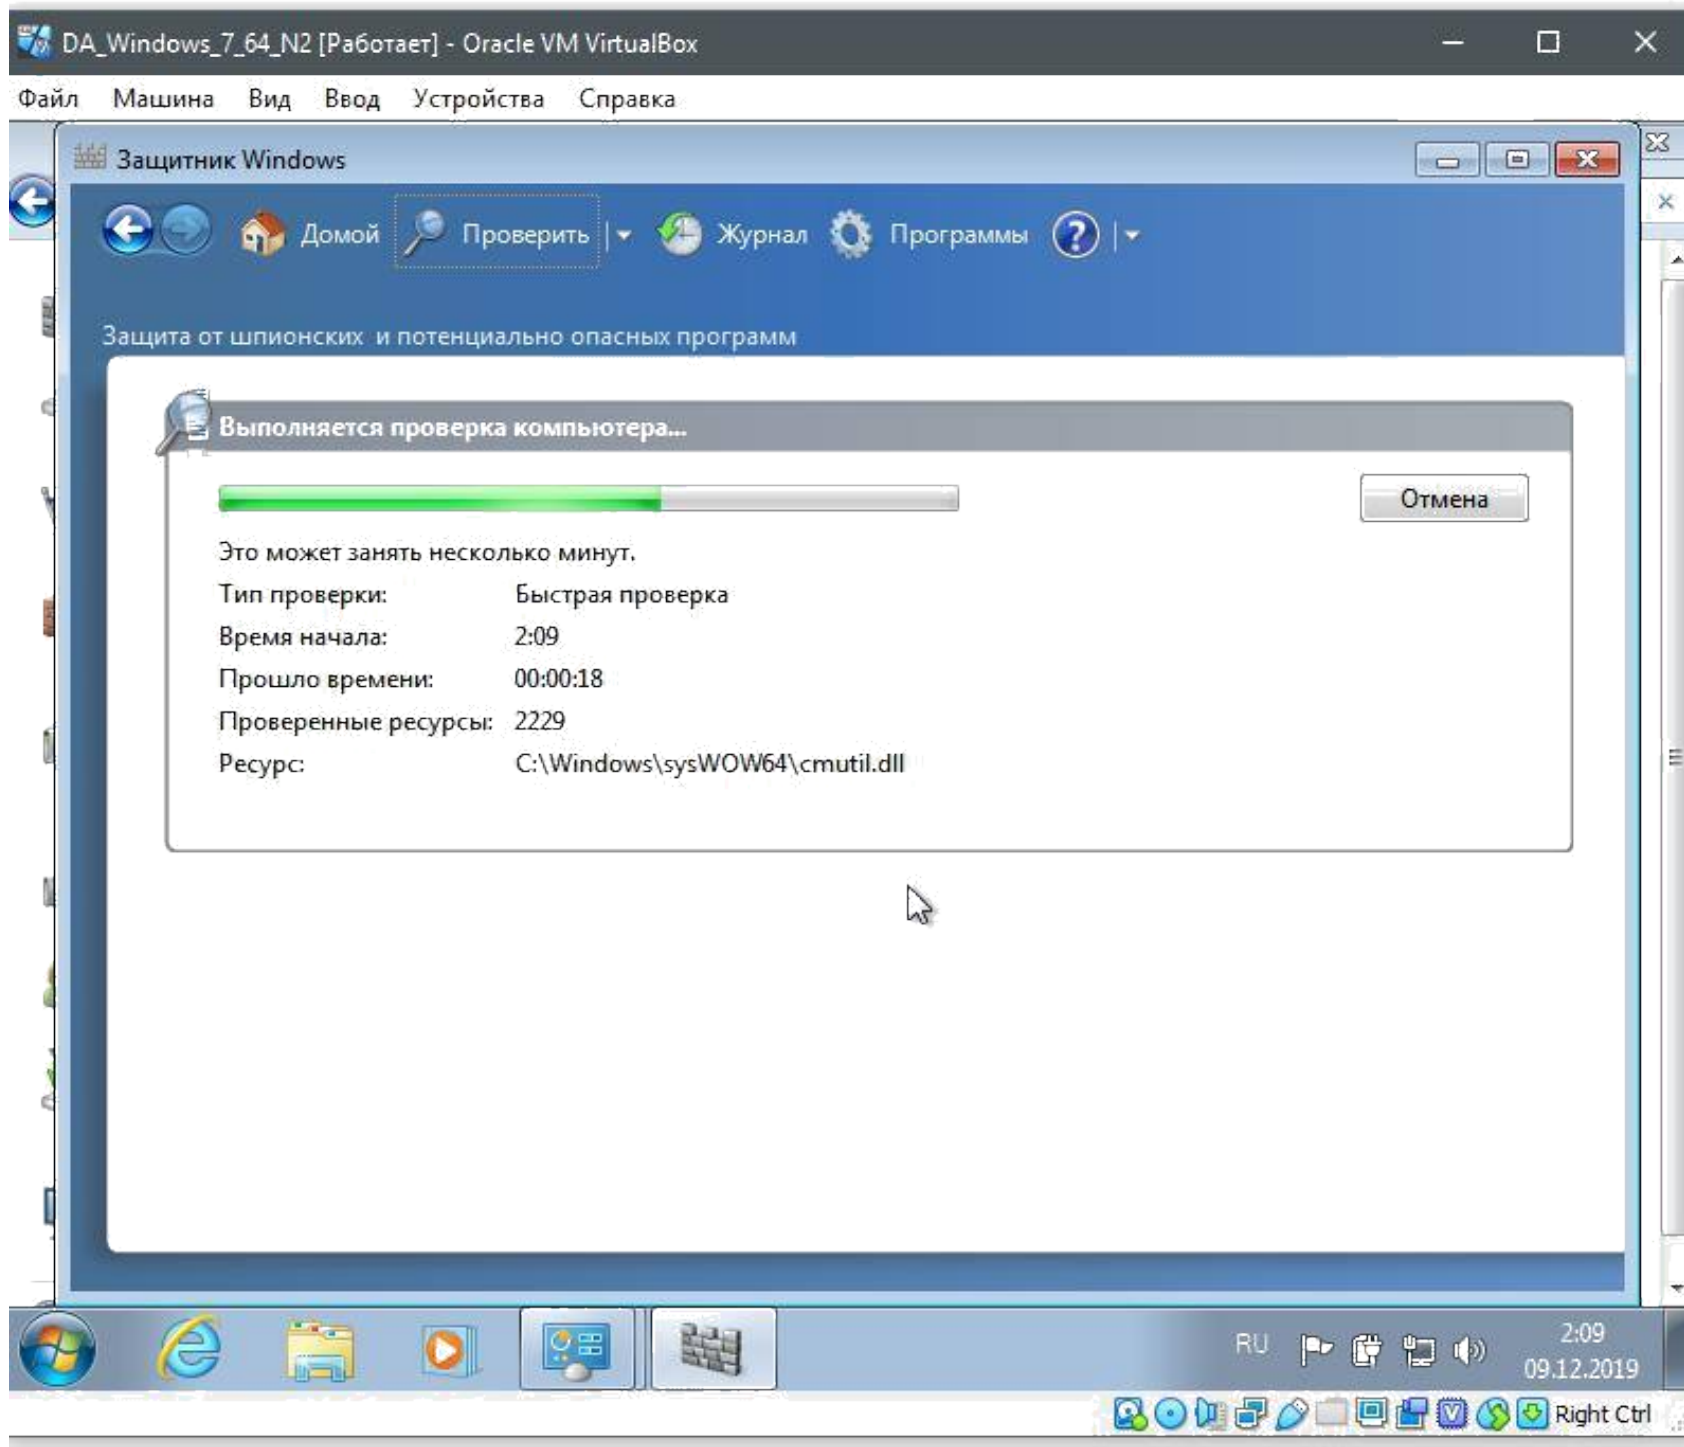 DA_Windows_7_64_N2 [Работает] - Oracle VM VirtualBox
Файл Машина Вид Ввод Устройства Справка
Защитник Windows
Домой Проверить Журнал Программы
Защита от шпионских и потенциально опасных программ
Выполняется проверка компьютера...
Отмена
Это может занять несколько минут.
Тип проверки: Быстрая проверка
Время начала: 2:09
Прошло времени: 00:00:18
Проверенные ресурсы: 2229
Ресурс: C:\Windows\sysWOW64\cmutil.dll
RU
2:09
09.12.2019
Right Ctrl